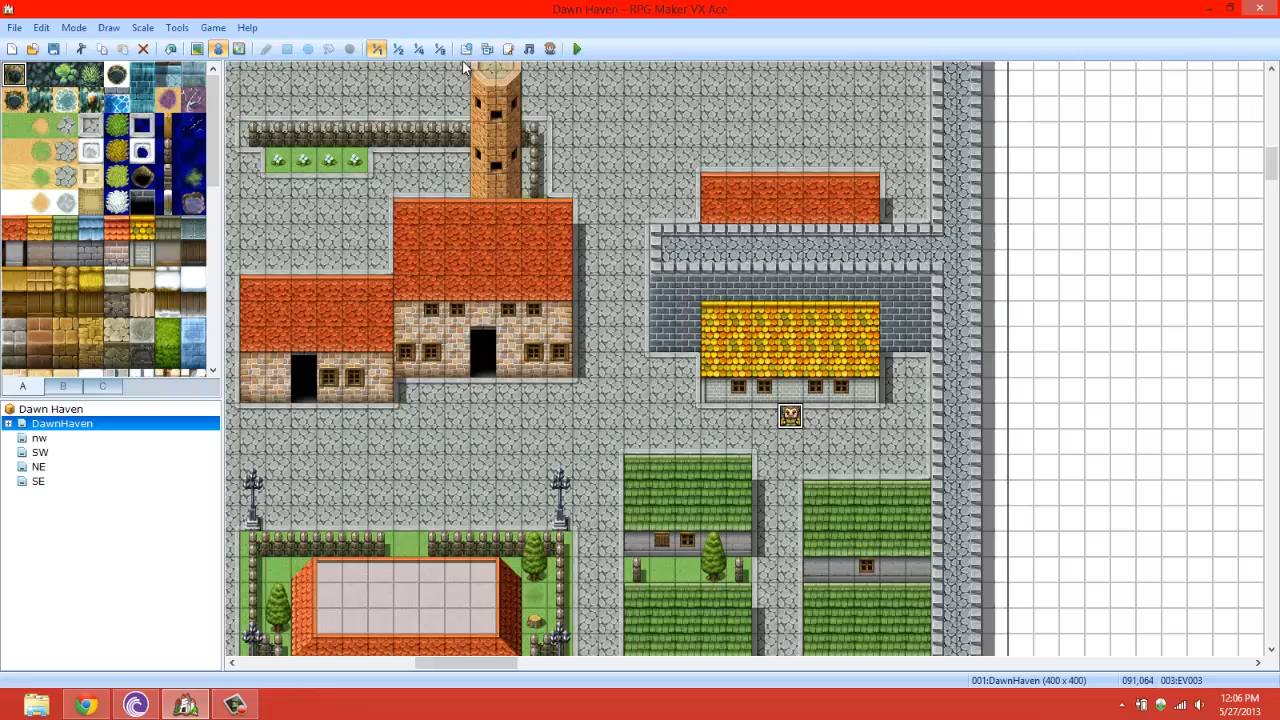 Dawn Haven - RPG Maker VX Ace
File Edit Mode Draw Scale Tools Game Help
A B C
Dawn Haven
DawnHaven
nw
SW
NE
SE
001:DawnHaven (400 x 400) 091,064 003:EV003
12:06 PM
5/27/2013